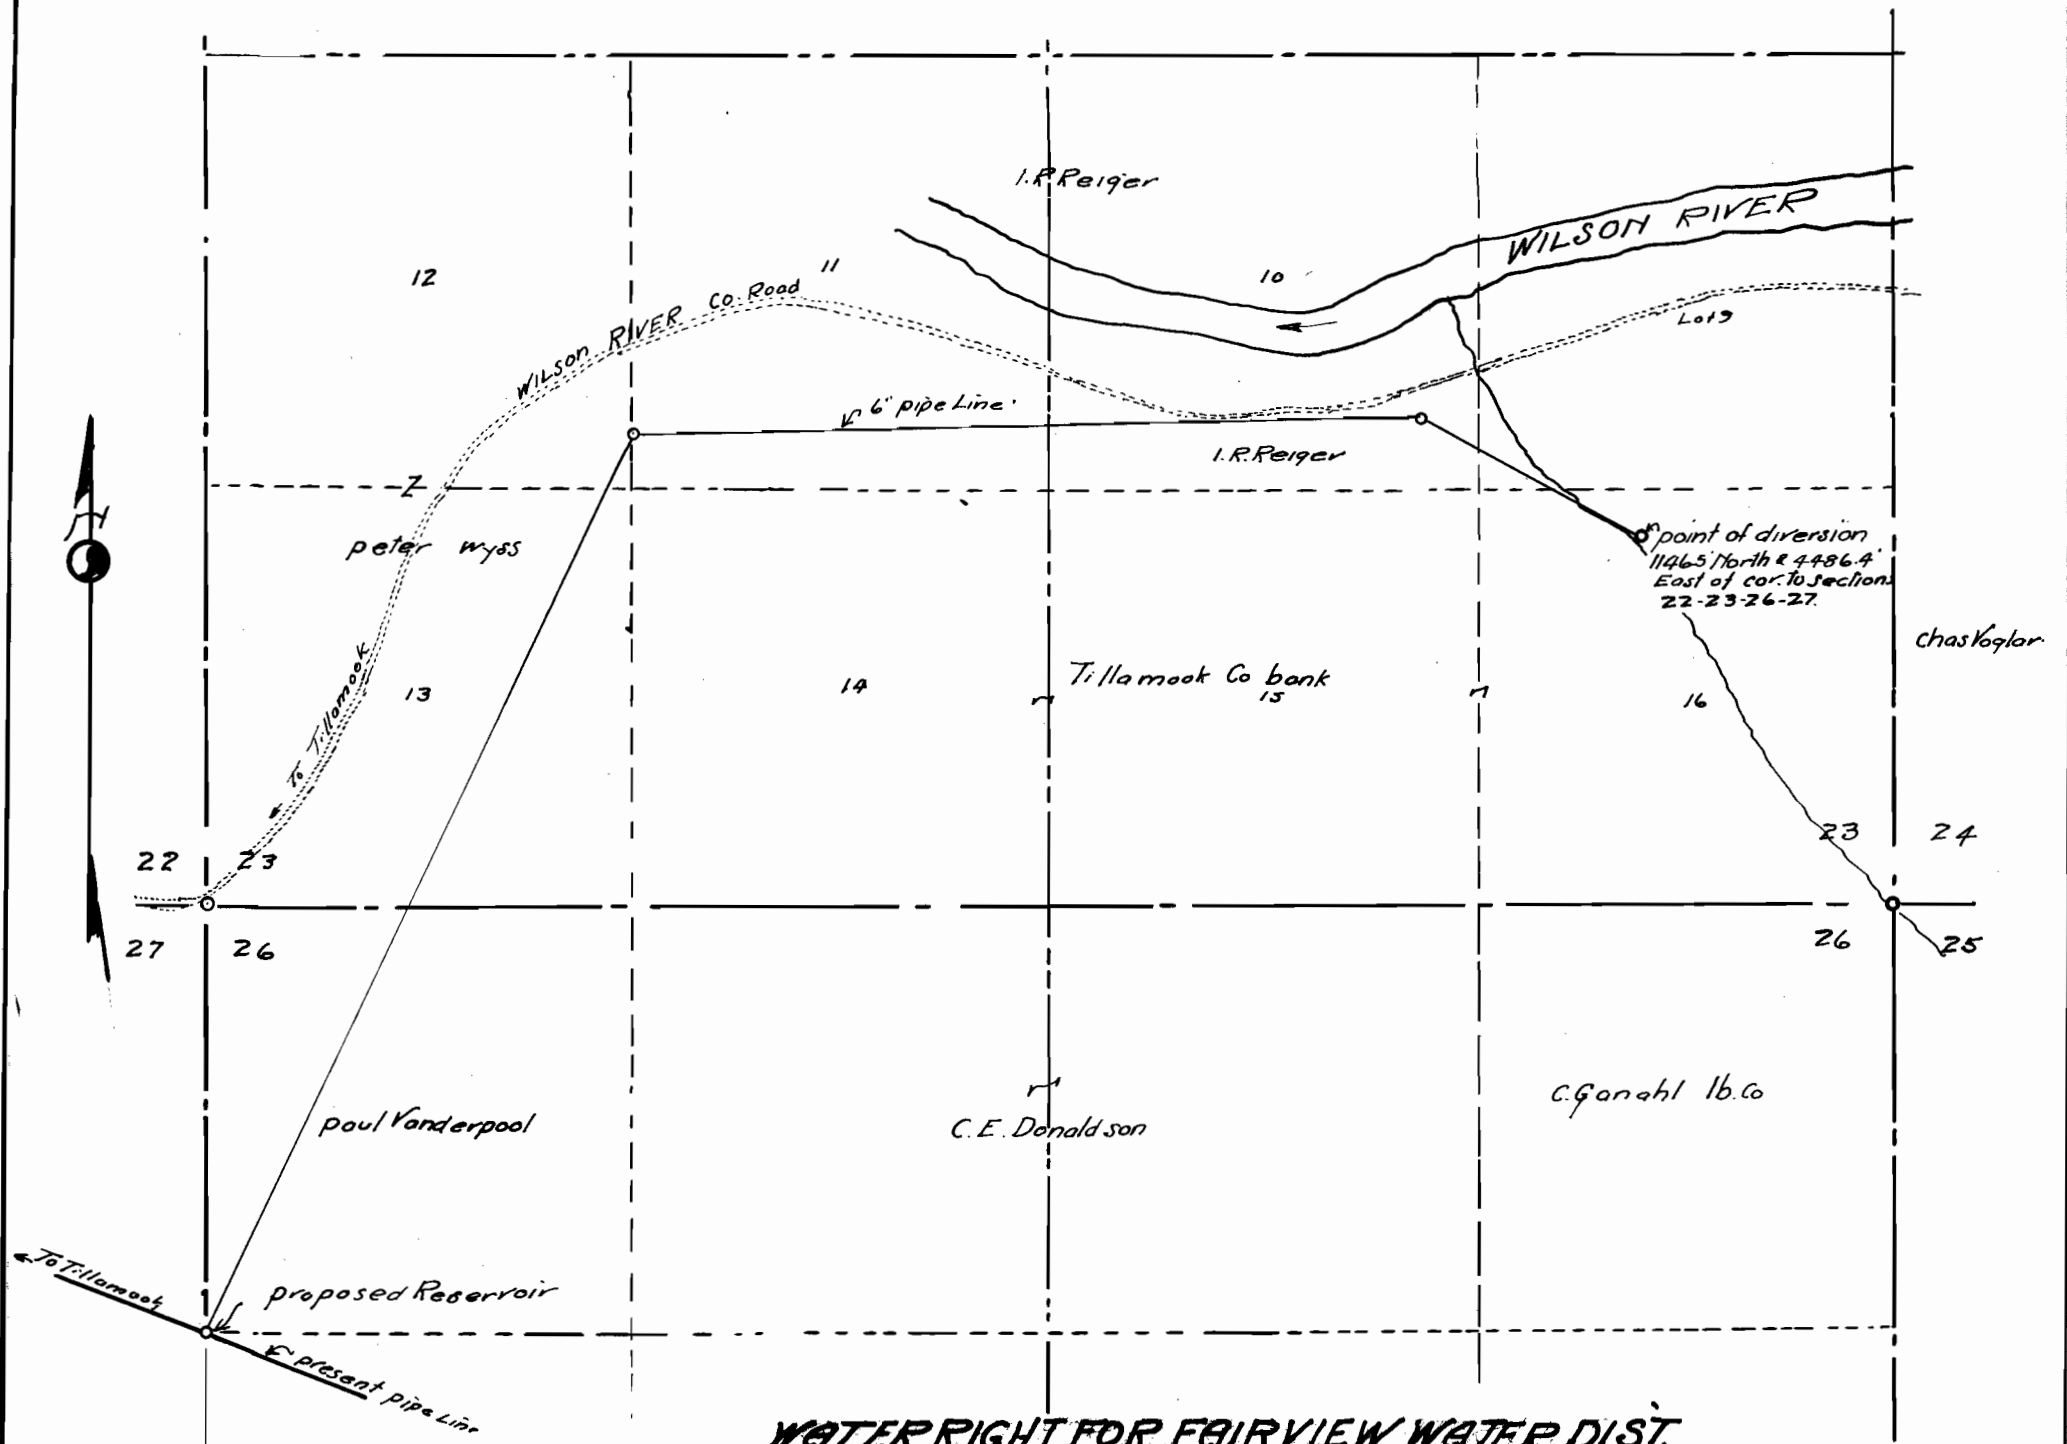 I.R. Reiger
WILSON RIVER
12
11
10
WILSON RIVER Co. Road
Lot 9
6" pipe Line
I.R. Reiger
peter wyss
point of diversion
1146.5' North & 4486.4'
East of cor. to sections
22-23-26-27.
Chas Voglar
Tillamook Co bank
13
14
15
16
To Tillamook
22
23
23
24
27
26
26
25
C. Ganahl lb. Co
paul Vanderpool
C. E. Donaldson
To Tillamook
proposed Reservoir
present pipe Line
WATER RIGHT FOR FAIRVIEW WATER DIST.